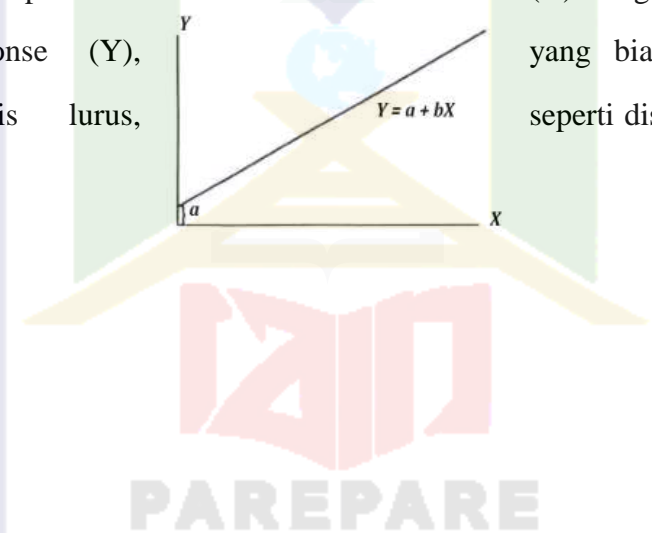 Y
onse (Y),
yang bia
Y = a + bX
is lurus,
seperti dis
a
X
PAREPARE